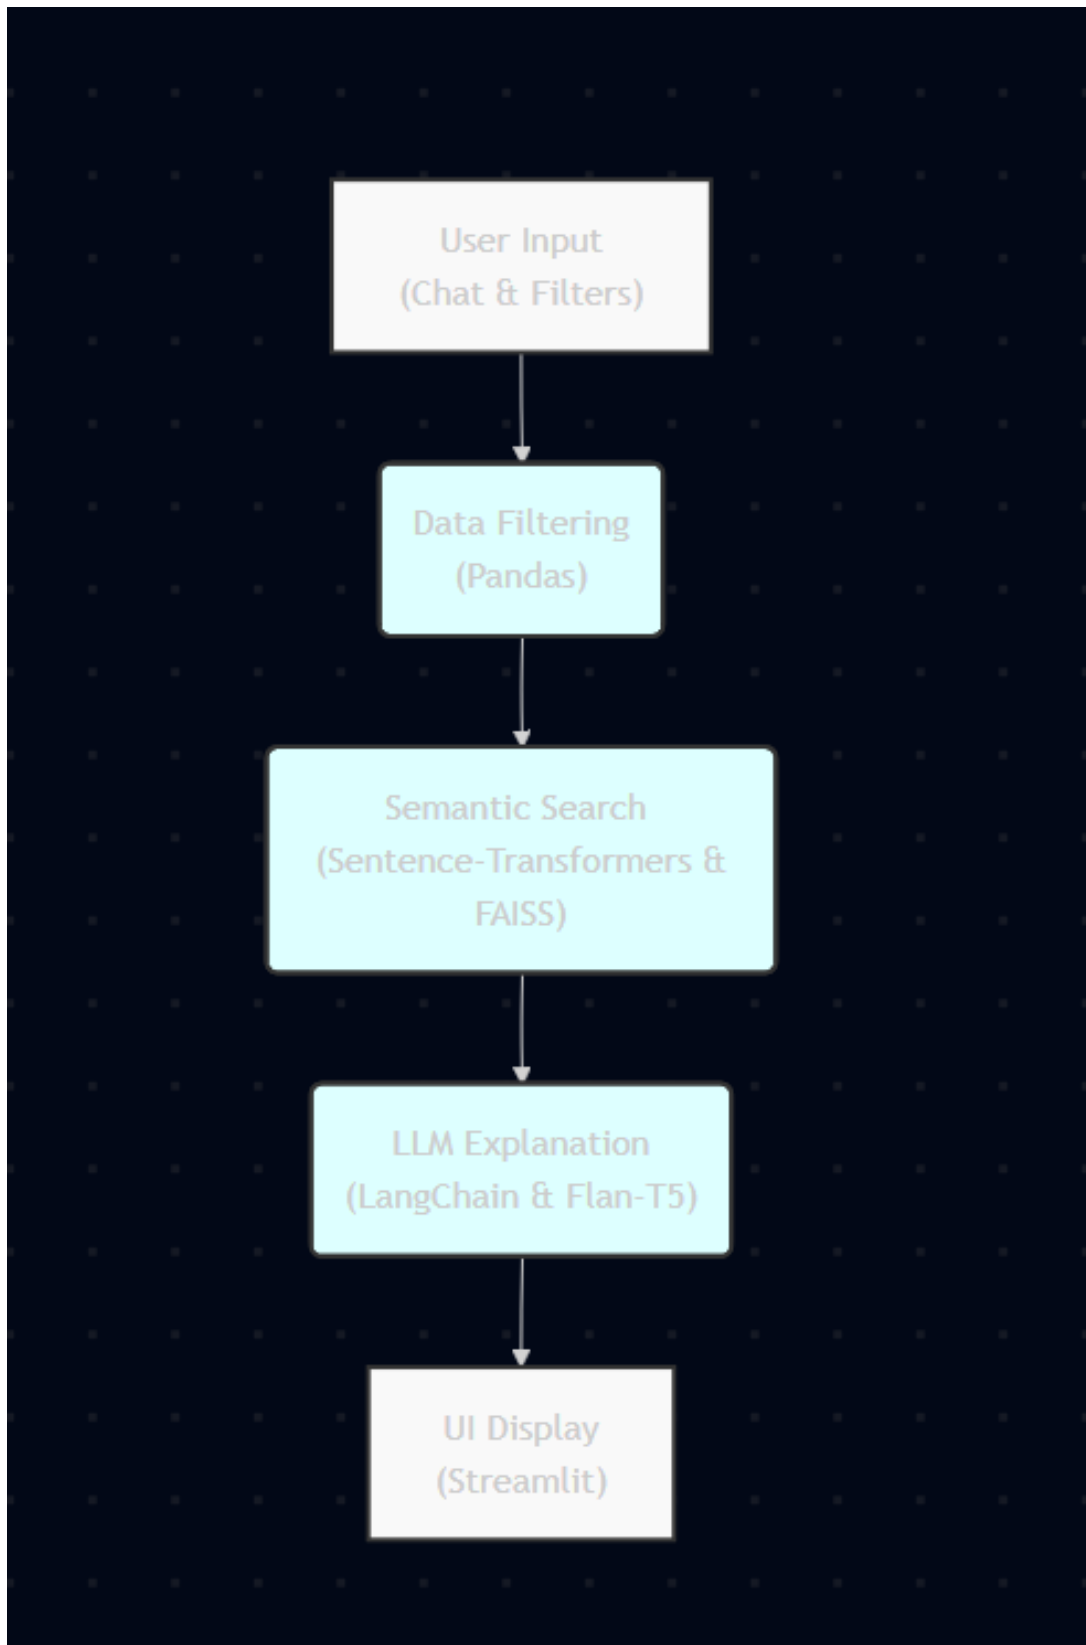 User Input
(Chat & Filters)
Data Filtering
(Pandas)
Semantic Search
(Sentence-Transformers &
FAISS)
LLM Explanation
(LangChain & Flan-T5)
UI Display
(Streamlit)